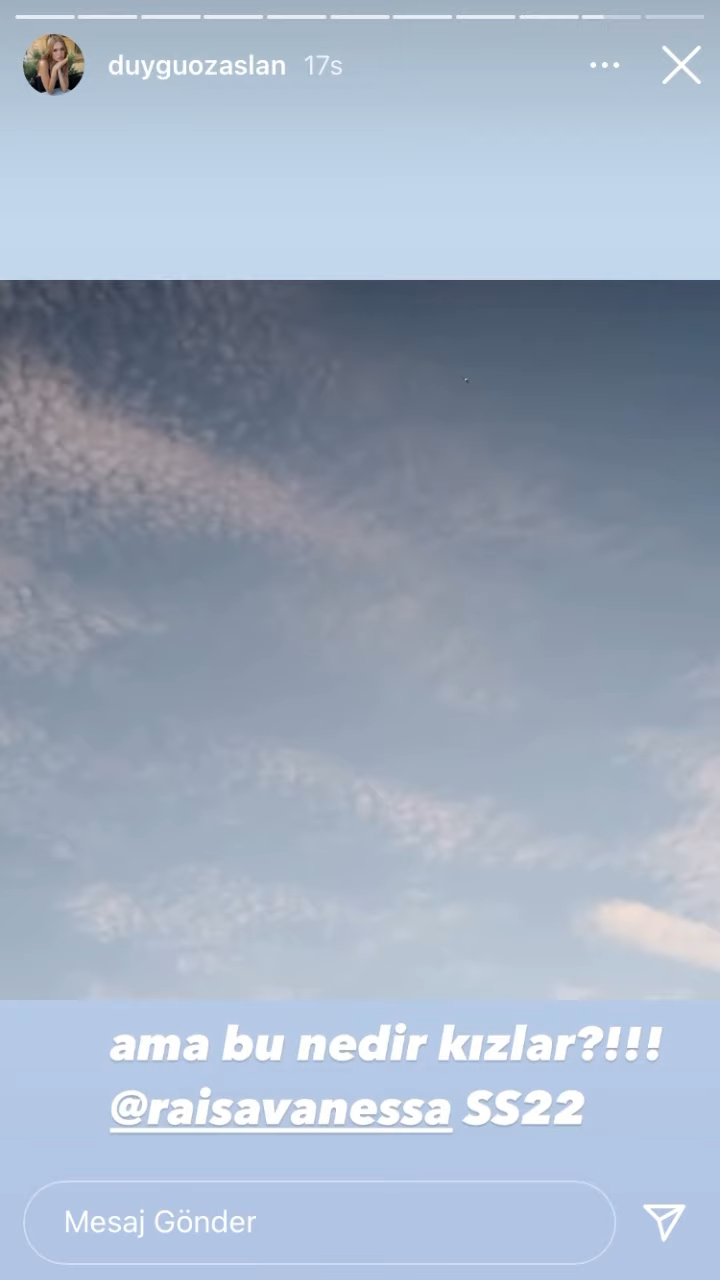 duyguozaslan 17s
ama bu nedir kızlar?!!!
@raisavanessa SS22
Mesaj Gönder